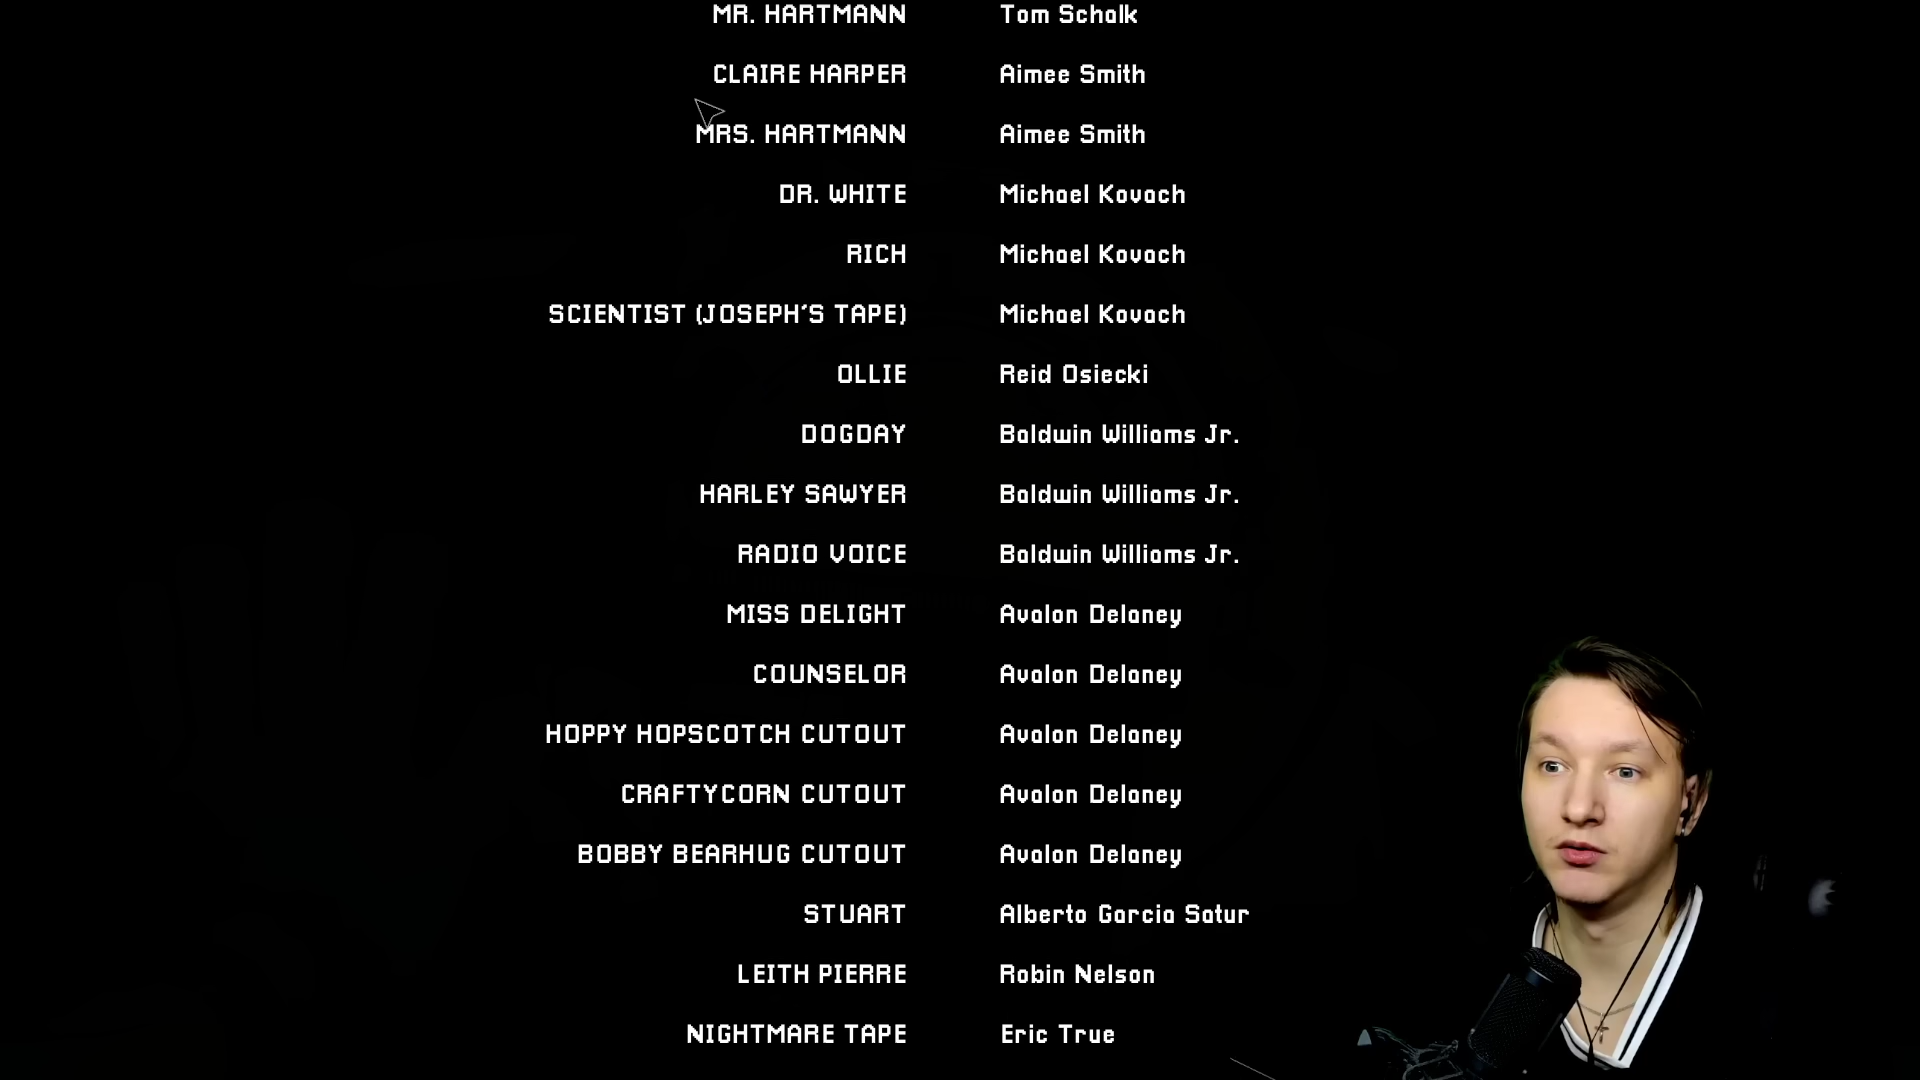 MR. HARTMANN Tom Schalk
CLAIRE HARPER Aimee Smith
MRS. HARTMANN Aimee Smith
DR. WHITE Michael Kovach
RICH Michael Kovach
SCIENTIST (JOSEPH'S TAPE) Michael Kovach
OLLIE Reid Osiecki
DOGDAY Baldwin Williams Jr.
HARLEY SAWYER Baldwin Williams Jr.
RADIO VOICE Baldwin Williams Jr.
MISS DELIGHT Avalon Delaney
COUNSELOR Avalon Delaney
HOPPY HOPSCOTCH CUTOUT Avalon Delaney
CRAFTYCORN CUTOUT Avalon Delaney
BOBBY BEARHUG CUTOUT Avalon Delaney
STUART Alberto Garcia Satur
LEITH PIERRE Robin Nelson
NIGHTMARE TAPE Eric True